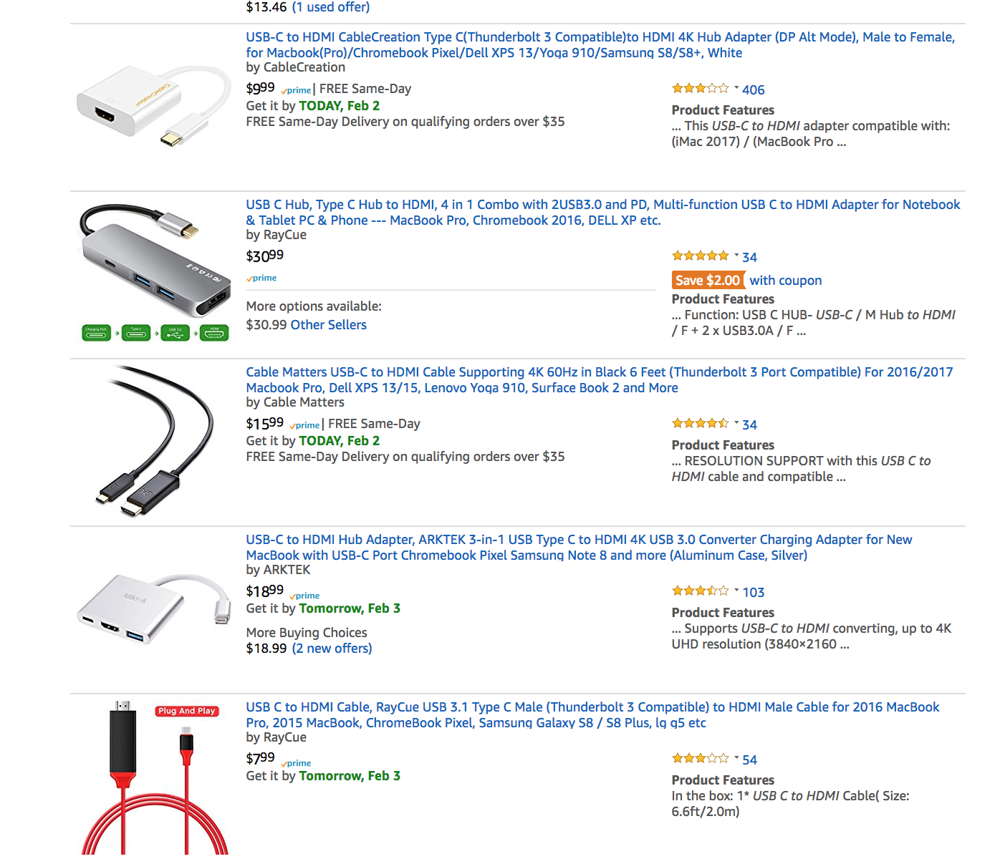 $13.46 (1 used offer)
USB-C to HDMI CableCreation Type C(Thunderbolt 3 Compatible)to HDMI 4K Hub Adapter (DP Alt Mode), Male to Female,
for Macbook(Pro)/Chromebook Pixel/Dell XPS 13/Yoga 910/Samsung S8/S8+, White
by CableCreation
CableCreation
$9.99 prime | FREE Same-Day
Get it by TODAY, Feb 2
FREE Same-Day Delivery on qualifying orders over $35
406
Product Features
... This USB-C to HDMI adapter compatible with:
(iMac 2017) / (MacBook Pro ...
USB C Hub, Type C Hub to HDMI, 4 in 1 Combo with 2USB3.0 and PD, Multi-function USB C to HDMI Adapter for Notebook
& Tablet PC & Phone --- MacBook Pro, Chromebook 2016, DELL XP etc.
by RayCue
$30.99
prime
More options available:
$30.99 Other Sellers
34
Save $2.00 with coupon
Product Features
... Function: USB C HUB- USB-C / M Hub to HDMI
/ F + 2 x USB3.0A / F ...
Charging Port Type-c USB 3.0 HDMI
Cable Matters USB-C to HDMI Cable Supporting 4K 60Hz in Black 6 Feet (Thunderbolt 3 Port Compatible) For 2016/2017
Macbook Pro, Dell XPS 13/15, Lenovo Yoga 910, Surface Book 2 and More
by Cable Matters
$15.99 prime | FREE Same-Day
Get it by TODAY, Feb 2
FREE Same-Day Delivery on qualifying orders over $35
34
Product Features
... RESOLUTION SUPPORT with this USB C to
HDMI cable and compatible ...
USB-C to HDMI Hub Adapter, ARKTEK 3-in-1 USB Type C to HDMI 4K USB 3.0 Converter Charging Adapter for New
MacBook with USB-C Port Chromebook Pixel Samsung Note 8 and more (Aluminum Case, Silver)
by ARKTEK
ARKTEK
$18.99 prime
Get it by Tomorrow, Feb 3
More Buying Choices
$18.99 (2 new offers)
103
Product Features
... Supports USB-C to HDMI converting, up to 4K
UHD resolution (3840×2160 ...
Plug And Play
USB C to HDMI Cable, RayCue USB 3.1 Type C Male (Thunderbolt 3 Compatible) to HDMI Male Cable for 2016 MacBook
Pro, 2015 MacBook, ChromeBook Pixel, Samsung Galaxy S8 / S8 Plus, lg g5 etc
by RayCue
$7.99 prime
Get it by Tomorrow, Feb 3
54
Product Features
In the box: 1* USB C to HDMI Cable( Size:
6.6ft/2.0m)